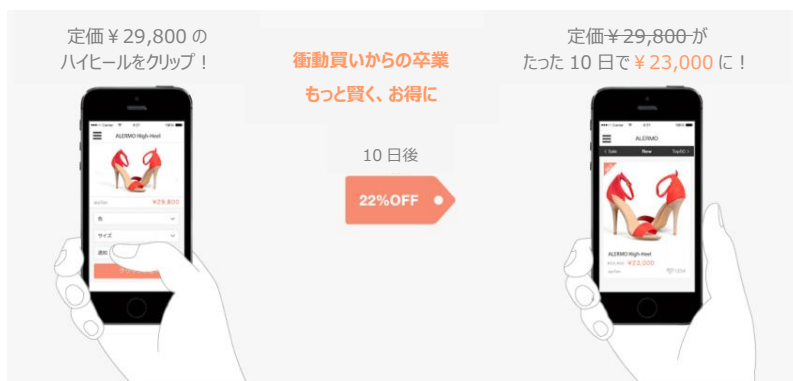 定価￥29,800 の
ハイヒールをクリップ！
衝動買いからの卒業
もっと賢く、お得に
10 日後
22%OFF
定価￥29,800 が
たった 10 日で￥23,000 に！
ALERMO High-Heel
¥29,800
色
サイズ
通知
ALERMO
< Sale New Top50 >
ALERMO High-Heel
¥23,000